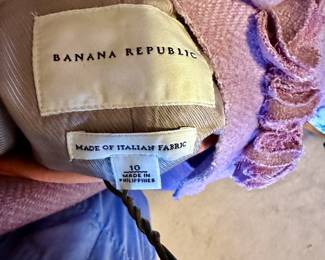 BANANA REPUBLIC
MADE OF ITALIAN FABRIC
10
MADE IN
PHILIPPINES